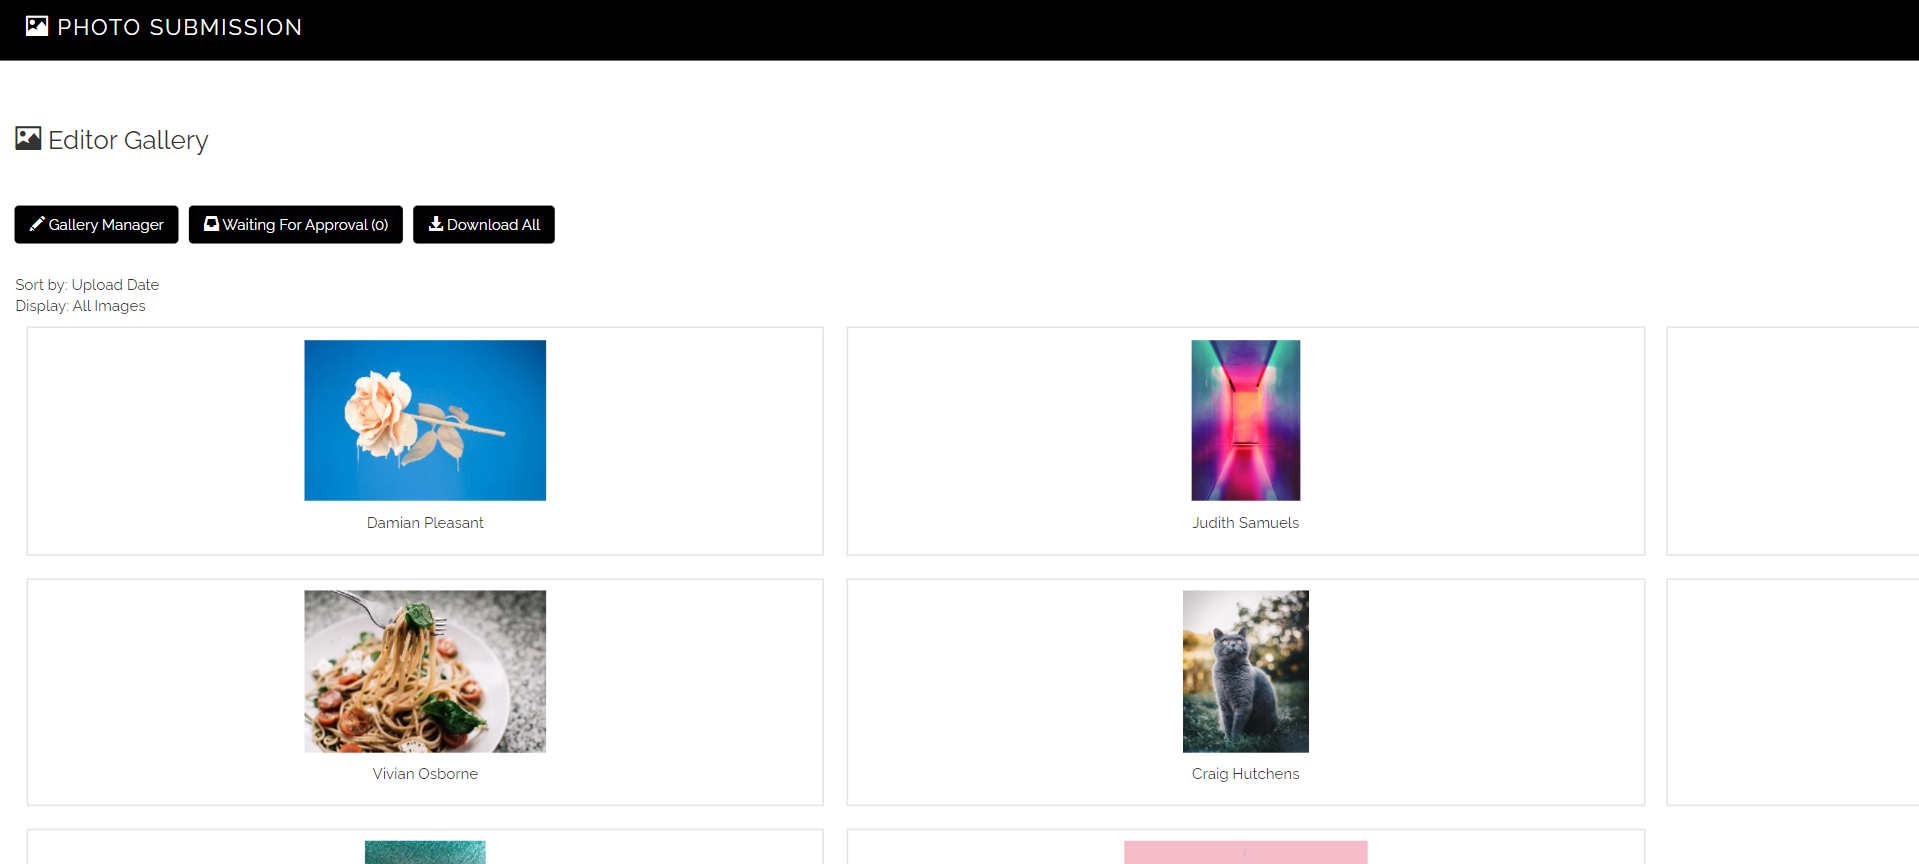 PHOTO SUBMISSION
Editor Gallery
Gallery Manager
Waiting For Approval (0)
Download All
Sort by: Upload Date
Display: All Images
Damian Pleasant
Judith Samuels
Vivian Osborne
Craig Hutchens